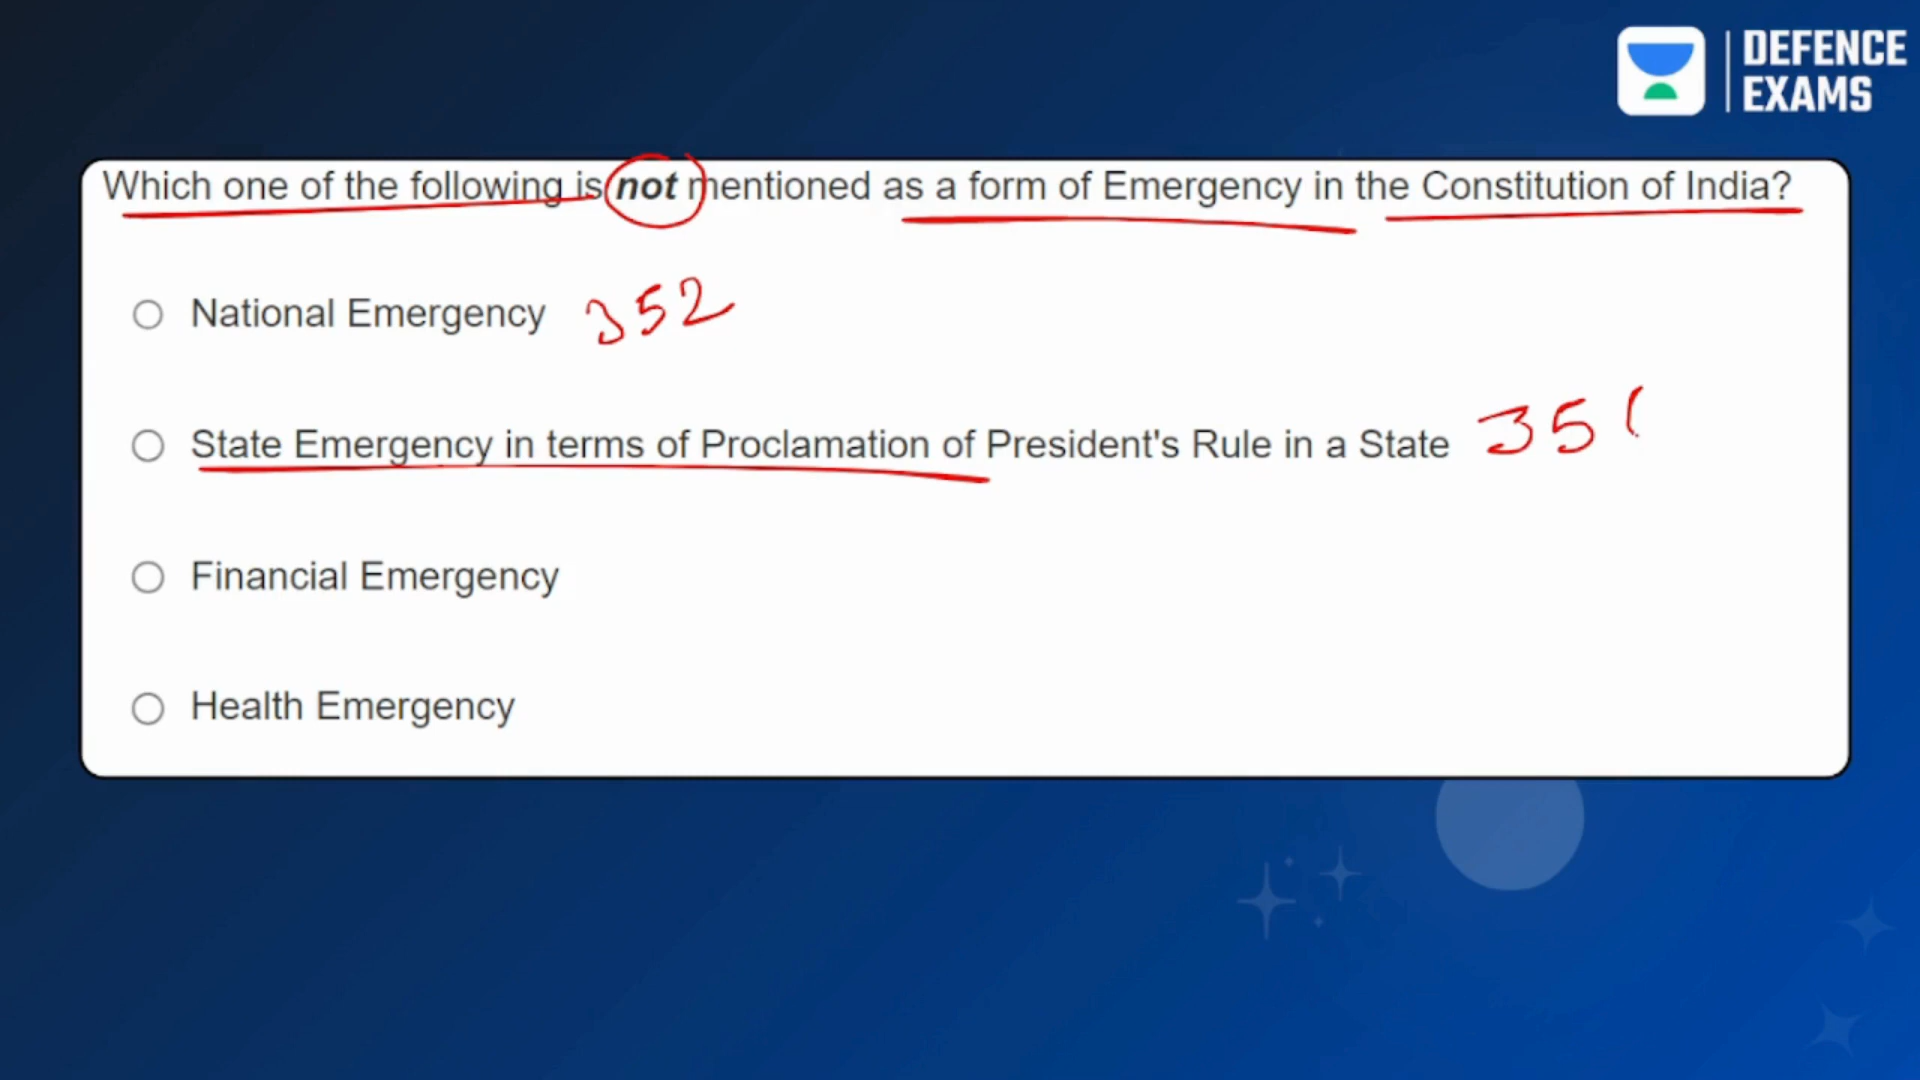 DEFENCE
EXAMS
Which one of the following is not mentioned as a form of Emergency in the Constitution of India?
National Emergency 352
State Emergency in terms of Proclamation of President's Rule in a State 35
Financial Emergency
Health Emergency